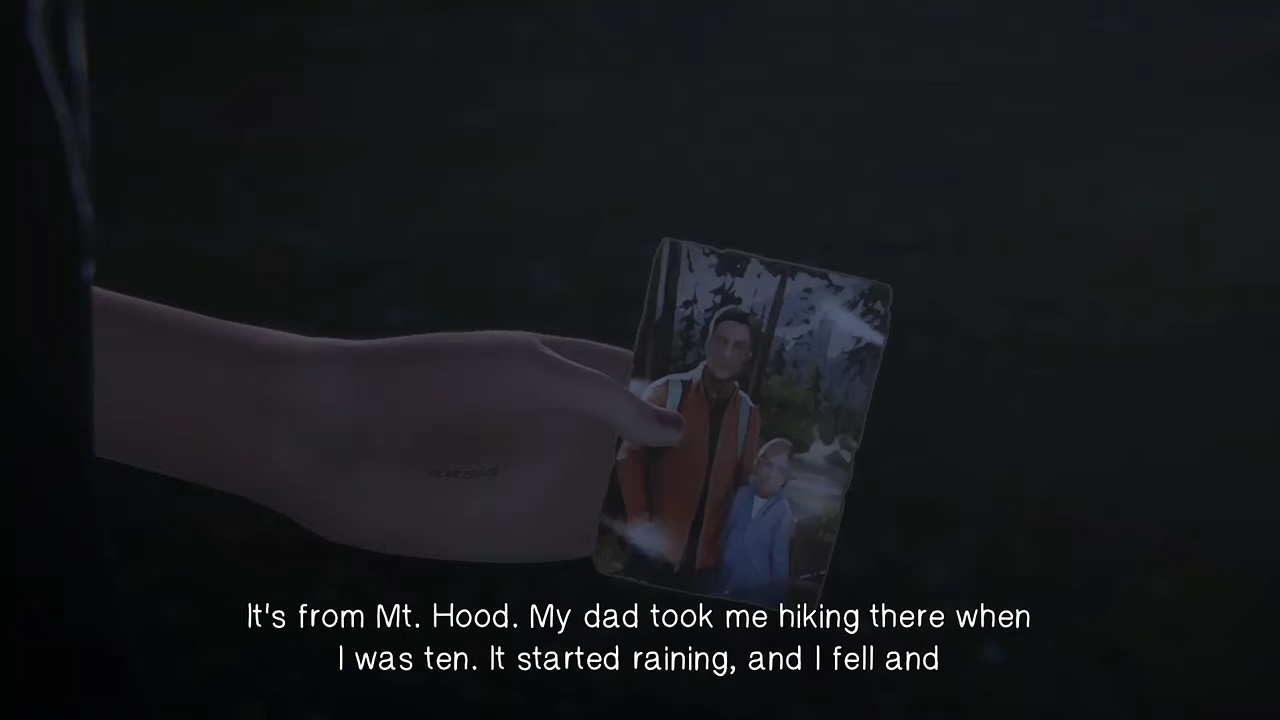 It's from Mt. Hood. My dad took me hiking there when
I was ten. It started raining, and I fell and